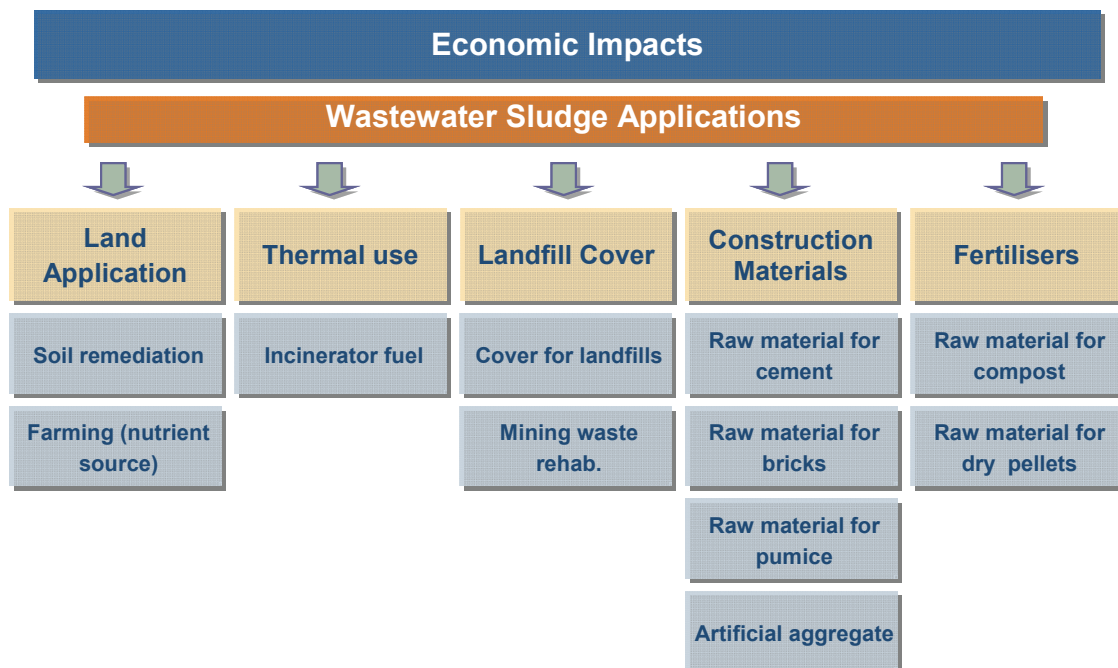 Economic Impacts
Wastewater Sludge Applications
Land
Application
Soil remediation
Farming (nutrient
source)
Thermal use
Incinerator fuel
Landfill Cover
Cover for landfills
Mining waste
rehab.
Construction
Materials
Raw material for
cement
Raw material for
bricks
Raw material for
pumice
Artificial aggregate
Fertilisers
Raw material for
compost
Raw material for
dry pellets